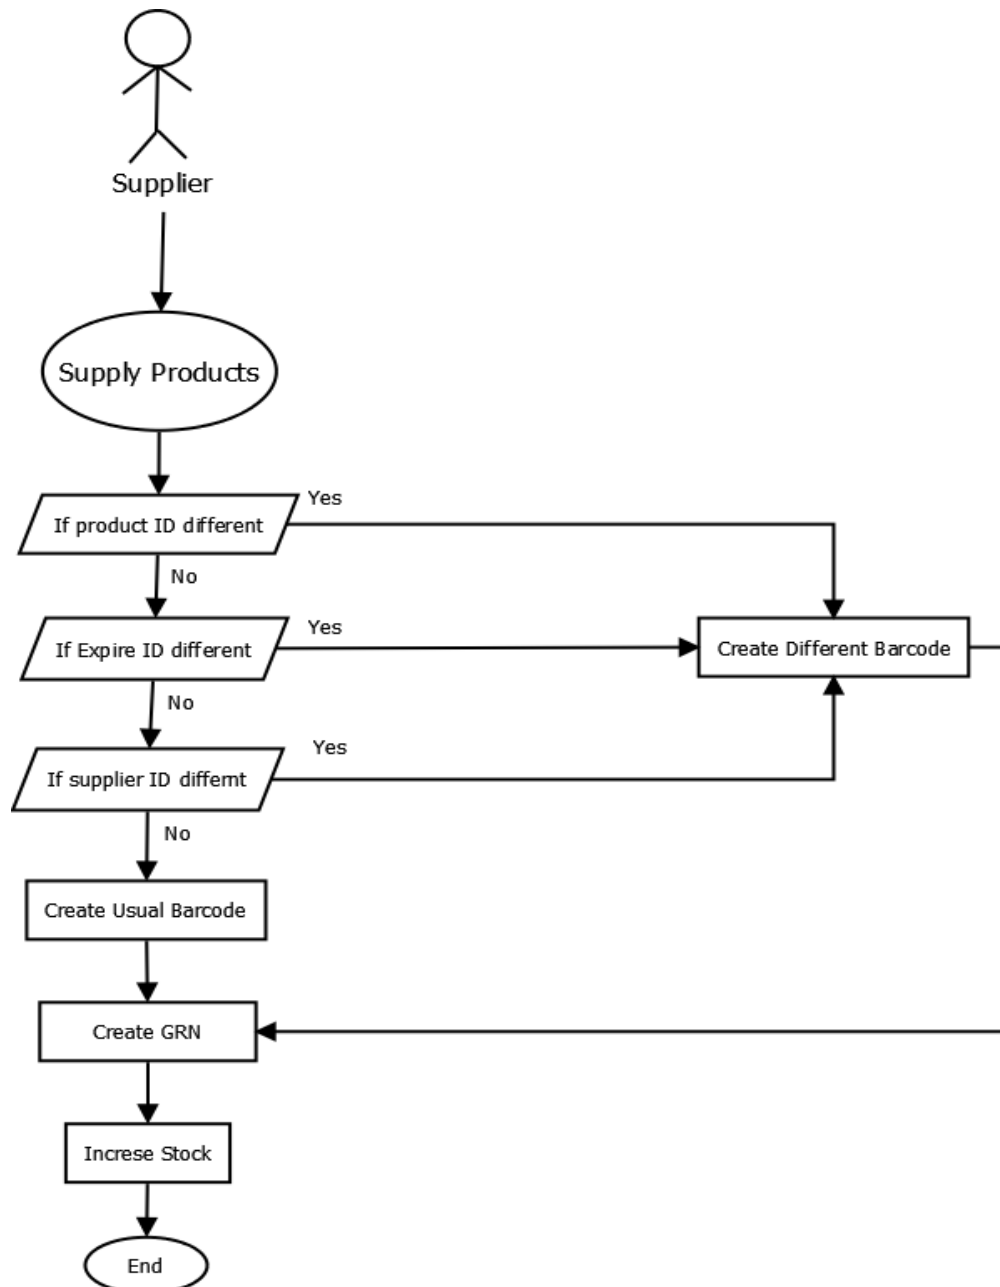 Supplier
Supply Products
If product ID different
Yes
No
If Expire ID different
Yes
Create Different Barcode
No
If supplier ID differnt
Yes
No
Create Usual Barcode
Create GRN
Increse Stock
End